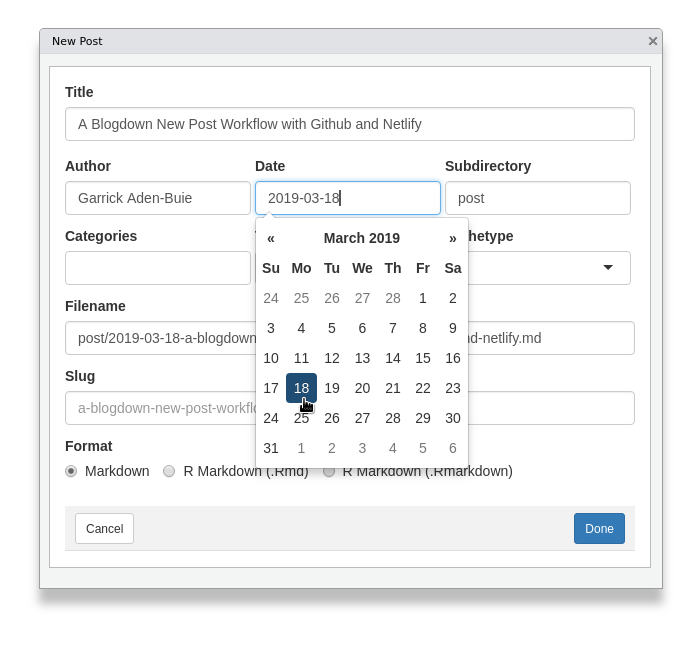 New Post ×
Title
A Blogdown New Post Workflow with Github and Netlify
Author Date Subdirectory
Garrick Aden-Buie 2019-03-18 post
Categories hetype
« March 2019 »
Su Mo Tu We Th Fr Sa
24 25 26 27 28 1 2
3 4 5 6 7 8 9
10 11 12 13 14 15 16
17 18 19 20 21 22 23
24 25 26 27 28 29 30
31 1 2 3 4 5 6
Filename
post/2019-03-18-a-blogdown nd-netlify.md
Slug
a-blogdown-new-post-workfl
Format
Markdown R Markdown (.Rmd) R Markdown (.Rmarkdown)
Cancel Done